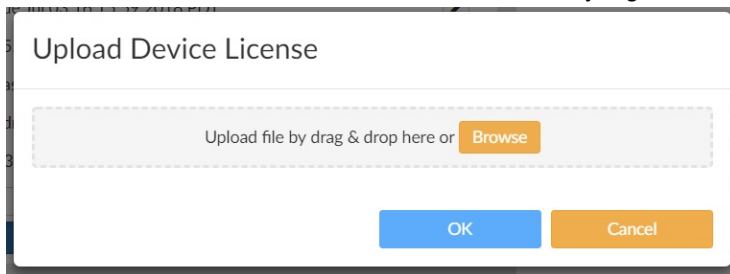 Upload Device License
Upload file by drag & drop here or Browse
OK Cancel